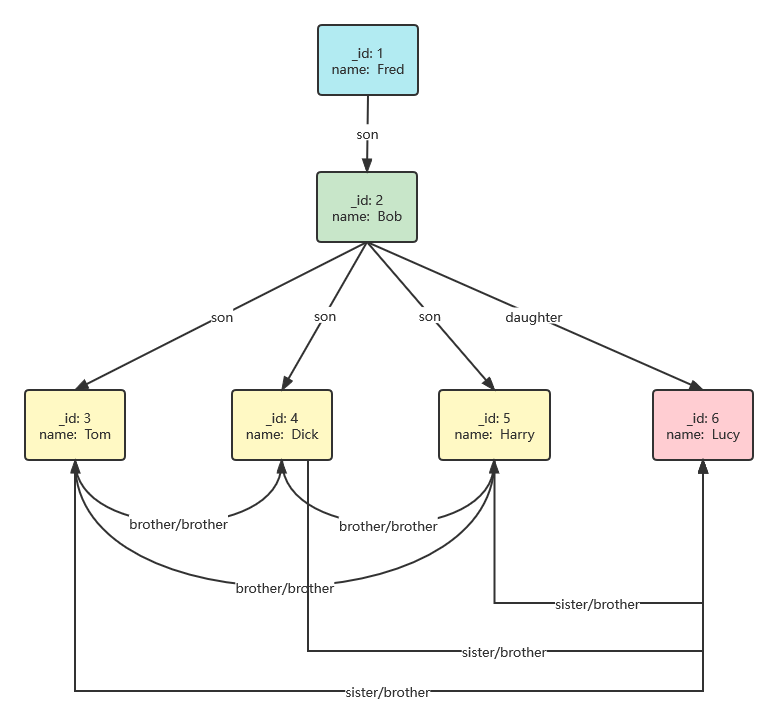 _id: 1
name: Fred
son
_id: 2
name: Bob
son
son
son
daughter
_id: 3
name: Tom
_id: 4
name: Dick
_id: 5
name: Harry
_id: 6
name: Lucy
brother/brother
brother/brother
brother/brother
sister/brother
sister/brother
sister/brother